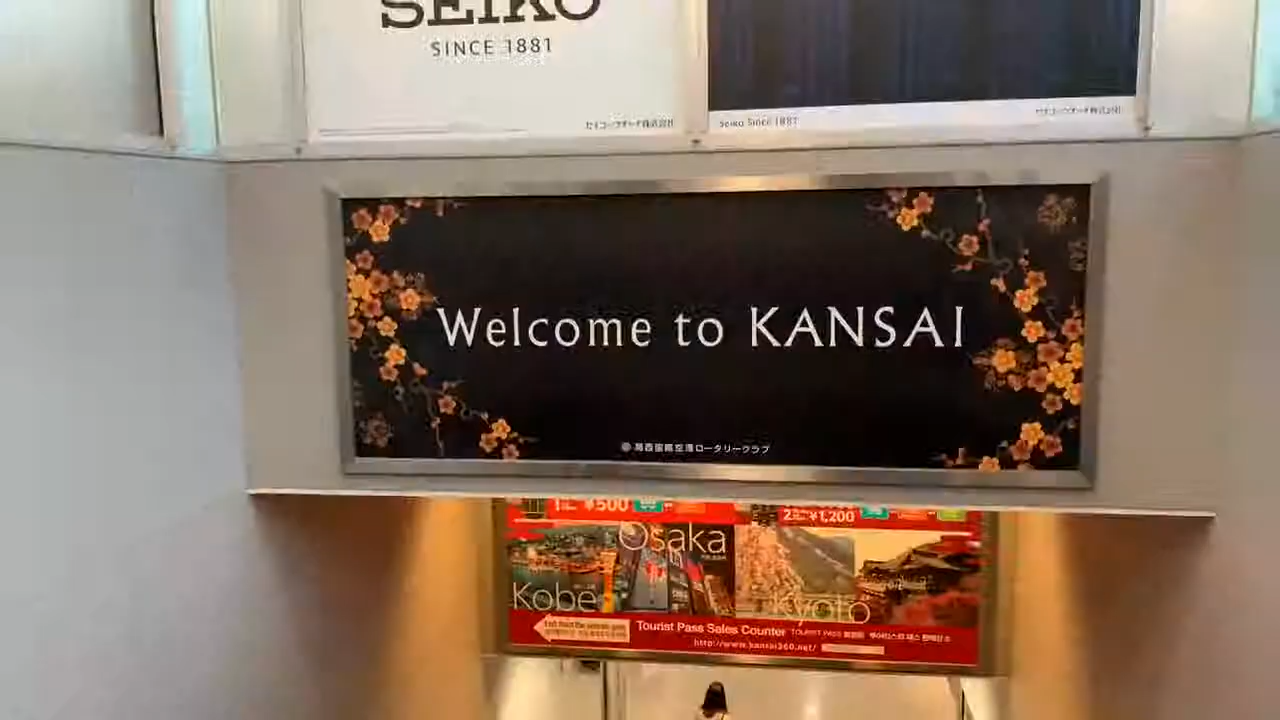 SEIKO
SINCE 1881
セイコーウオッチ株式会社
Seiko Since 1881
セイコーウオッチ株式会社
Welcome to KANSAI
関西国際空港ロータリークラブ
¥500
¥1,200
Osaka
Kobe
Kyoto
Tourist Pass Sales Counter
TOURIST PASS
http://www.kansai360.net/